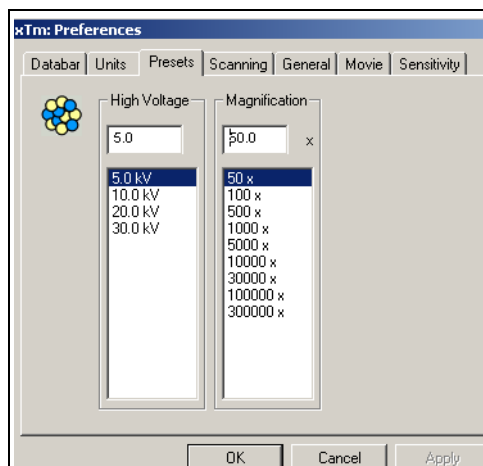 xTm: Preferences
Databar Units Presets Scanning General Movie Sensitivity
High Voltage Magnification
5.0 50.0 x
5.0 kV 50 x
10.0 kV 100 x
20.0 kV 500 x
30.0 kV 1000 x
5000 x
10000 x
30000 x
100000 x
300000 x
OK Cancel Apply